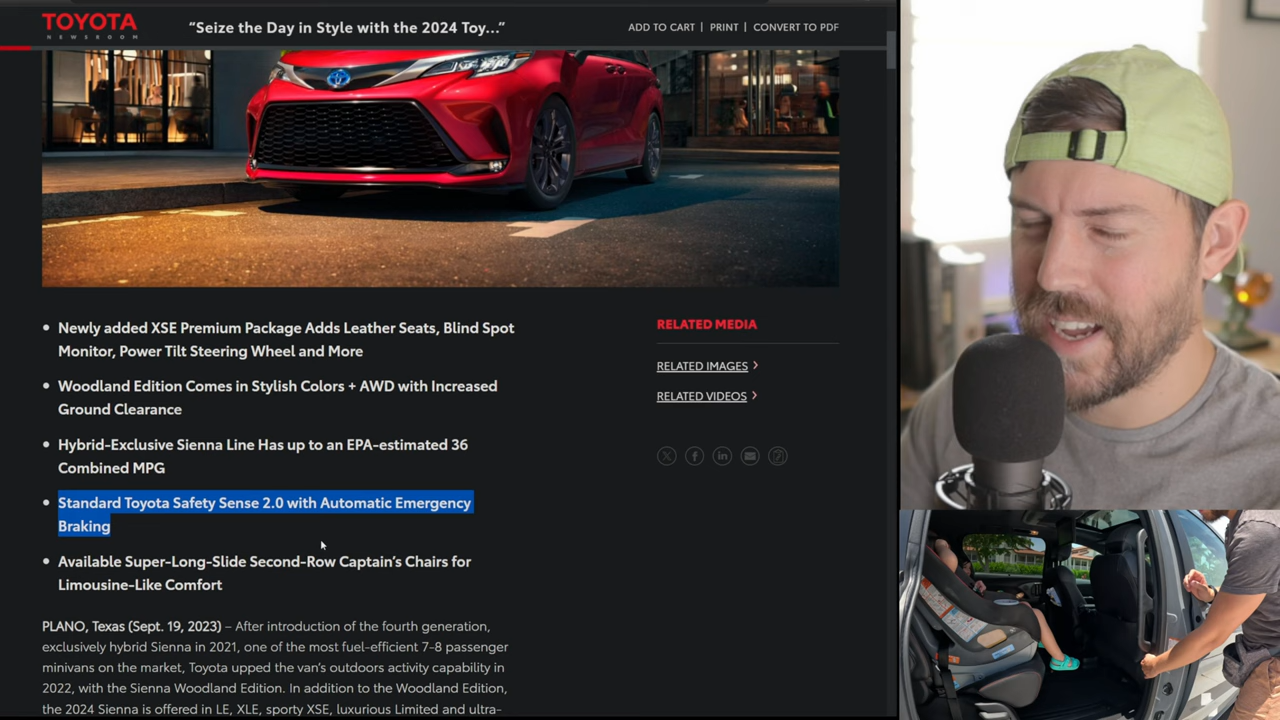 TOYOTA
NEWSROOM
“Seize the Day in Style with the 2024 Toy...”
ADD TO CART | PRINT | CONVERT TO PDF
• Newly added XSE Premium Package Adds Leather Seats, Blind Spot
Monitor, Power Tilt Steering Wheel and More
• Woodland Edition Comes in Stylish Colors + AWD with Increased
Ground Clearance
• Hybrid-Exclusive Sienna Line Has up to an EPA-estimated 36
Combined MPG
• Standard Toyota Safety Sense 2.0 with Automatic Emergency
Braking
• Available Super-Long-Slide Second-Row Captain’s Chairs for
Limousine-Like Comfort
PLANO, Texas (Sept. 19, 2023) – After introduction of the fourth generation,
exclusively hybrid Sienna in 2021, one of the most fuel-efficient 7-8 passenger
minivans on the market, Toyota upped the van’s outdoors activity capability in
2022, with the Sienna Woodland Edition. In addition to the Woodland Edition,
the 2024 Sienna is offered in LE, XLE, sporty XSE, luxurious Limited and ultra-
RELATED MEDIA
RELATED IMAGES
RELATED VIDEOS